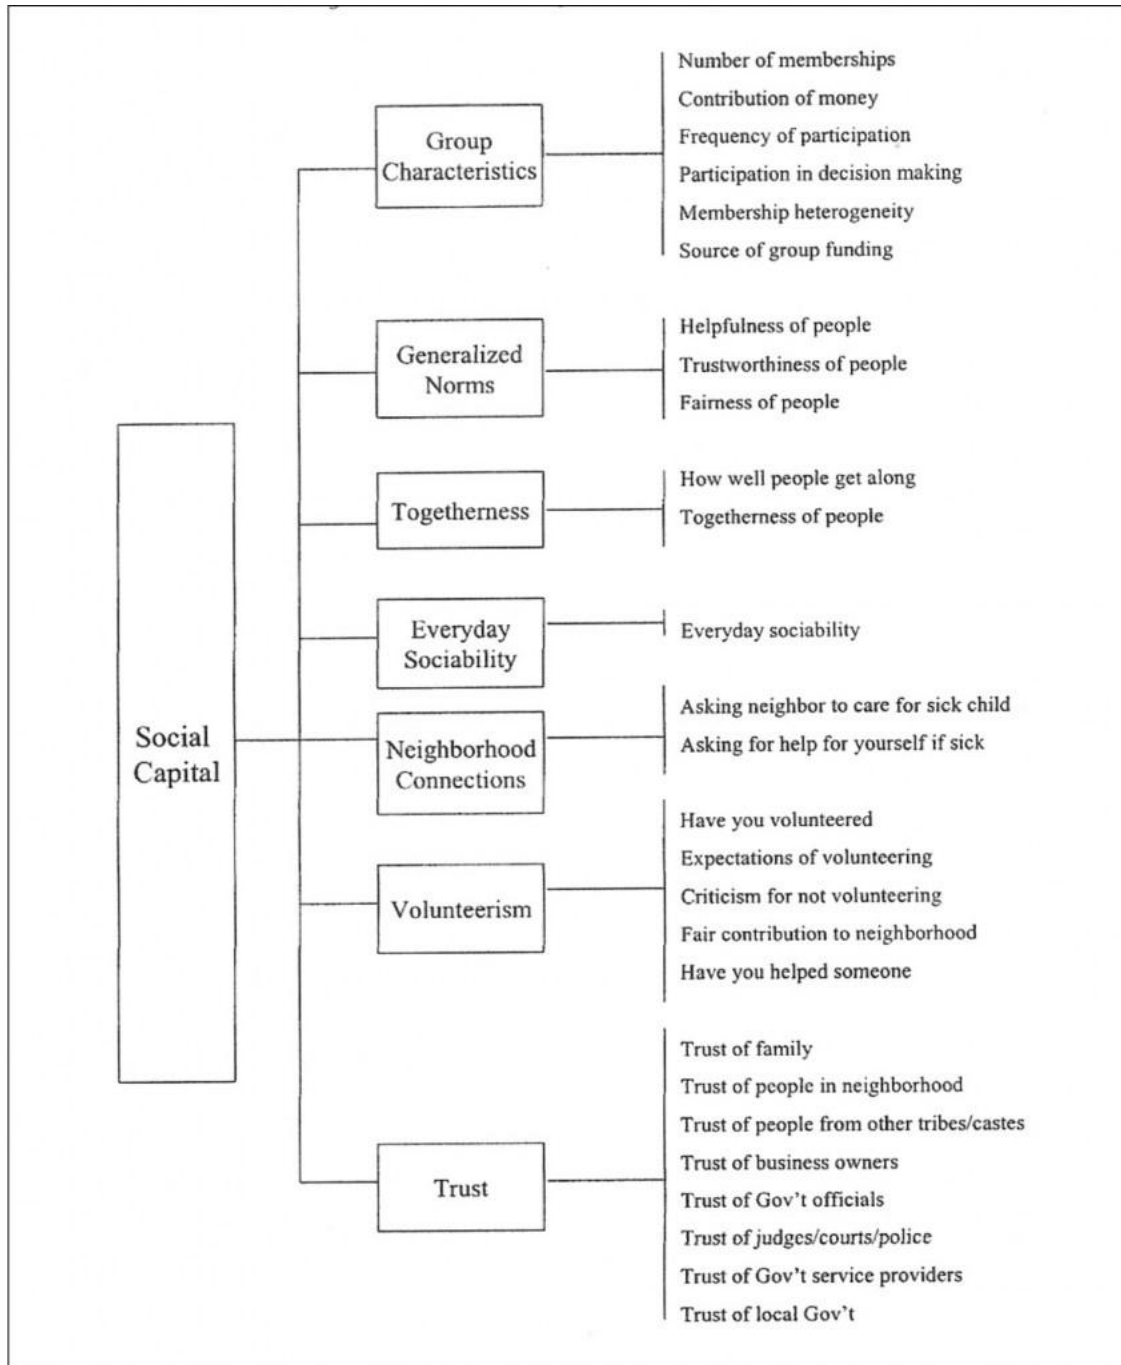 Number of memberships
Contribution of money
Frequency of participation
Participation in decision making
Membership heterogeneity
Source of group funding
Group
Characteristics
Helpfulness of people
Trustworthiness of people
Fairness of people
Generalized
Norms
How well people get along
Togetherness of people
Togetherness
Everyday sociability
Everyday
Sociability
Asking neighbor to care for sick child
Asking for help for yourself if sick
Neighborhood
Connections
Social
Capital
Have you volunteered
Expectations of volunteering
Criticism for not volunteering
Fair contribution to neighborhood
Have you helped someone
Volunteerism
Trust of family
Trust of people in neighborhood
Trust of people from other tribes/castes
Trust of business owners
Trust of Gov't officials
Trust of judges/courts/police
Trust of Gov't service providers
Trust of local Gov't
Trust